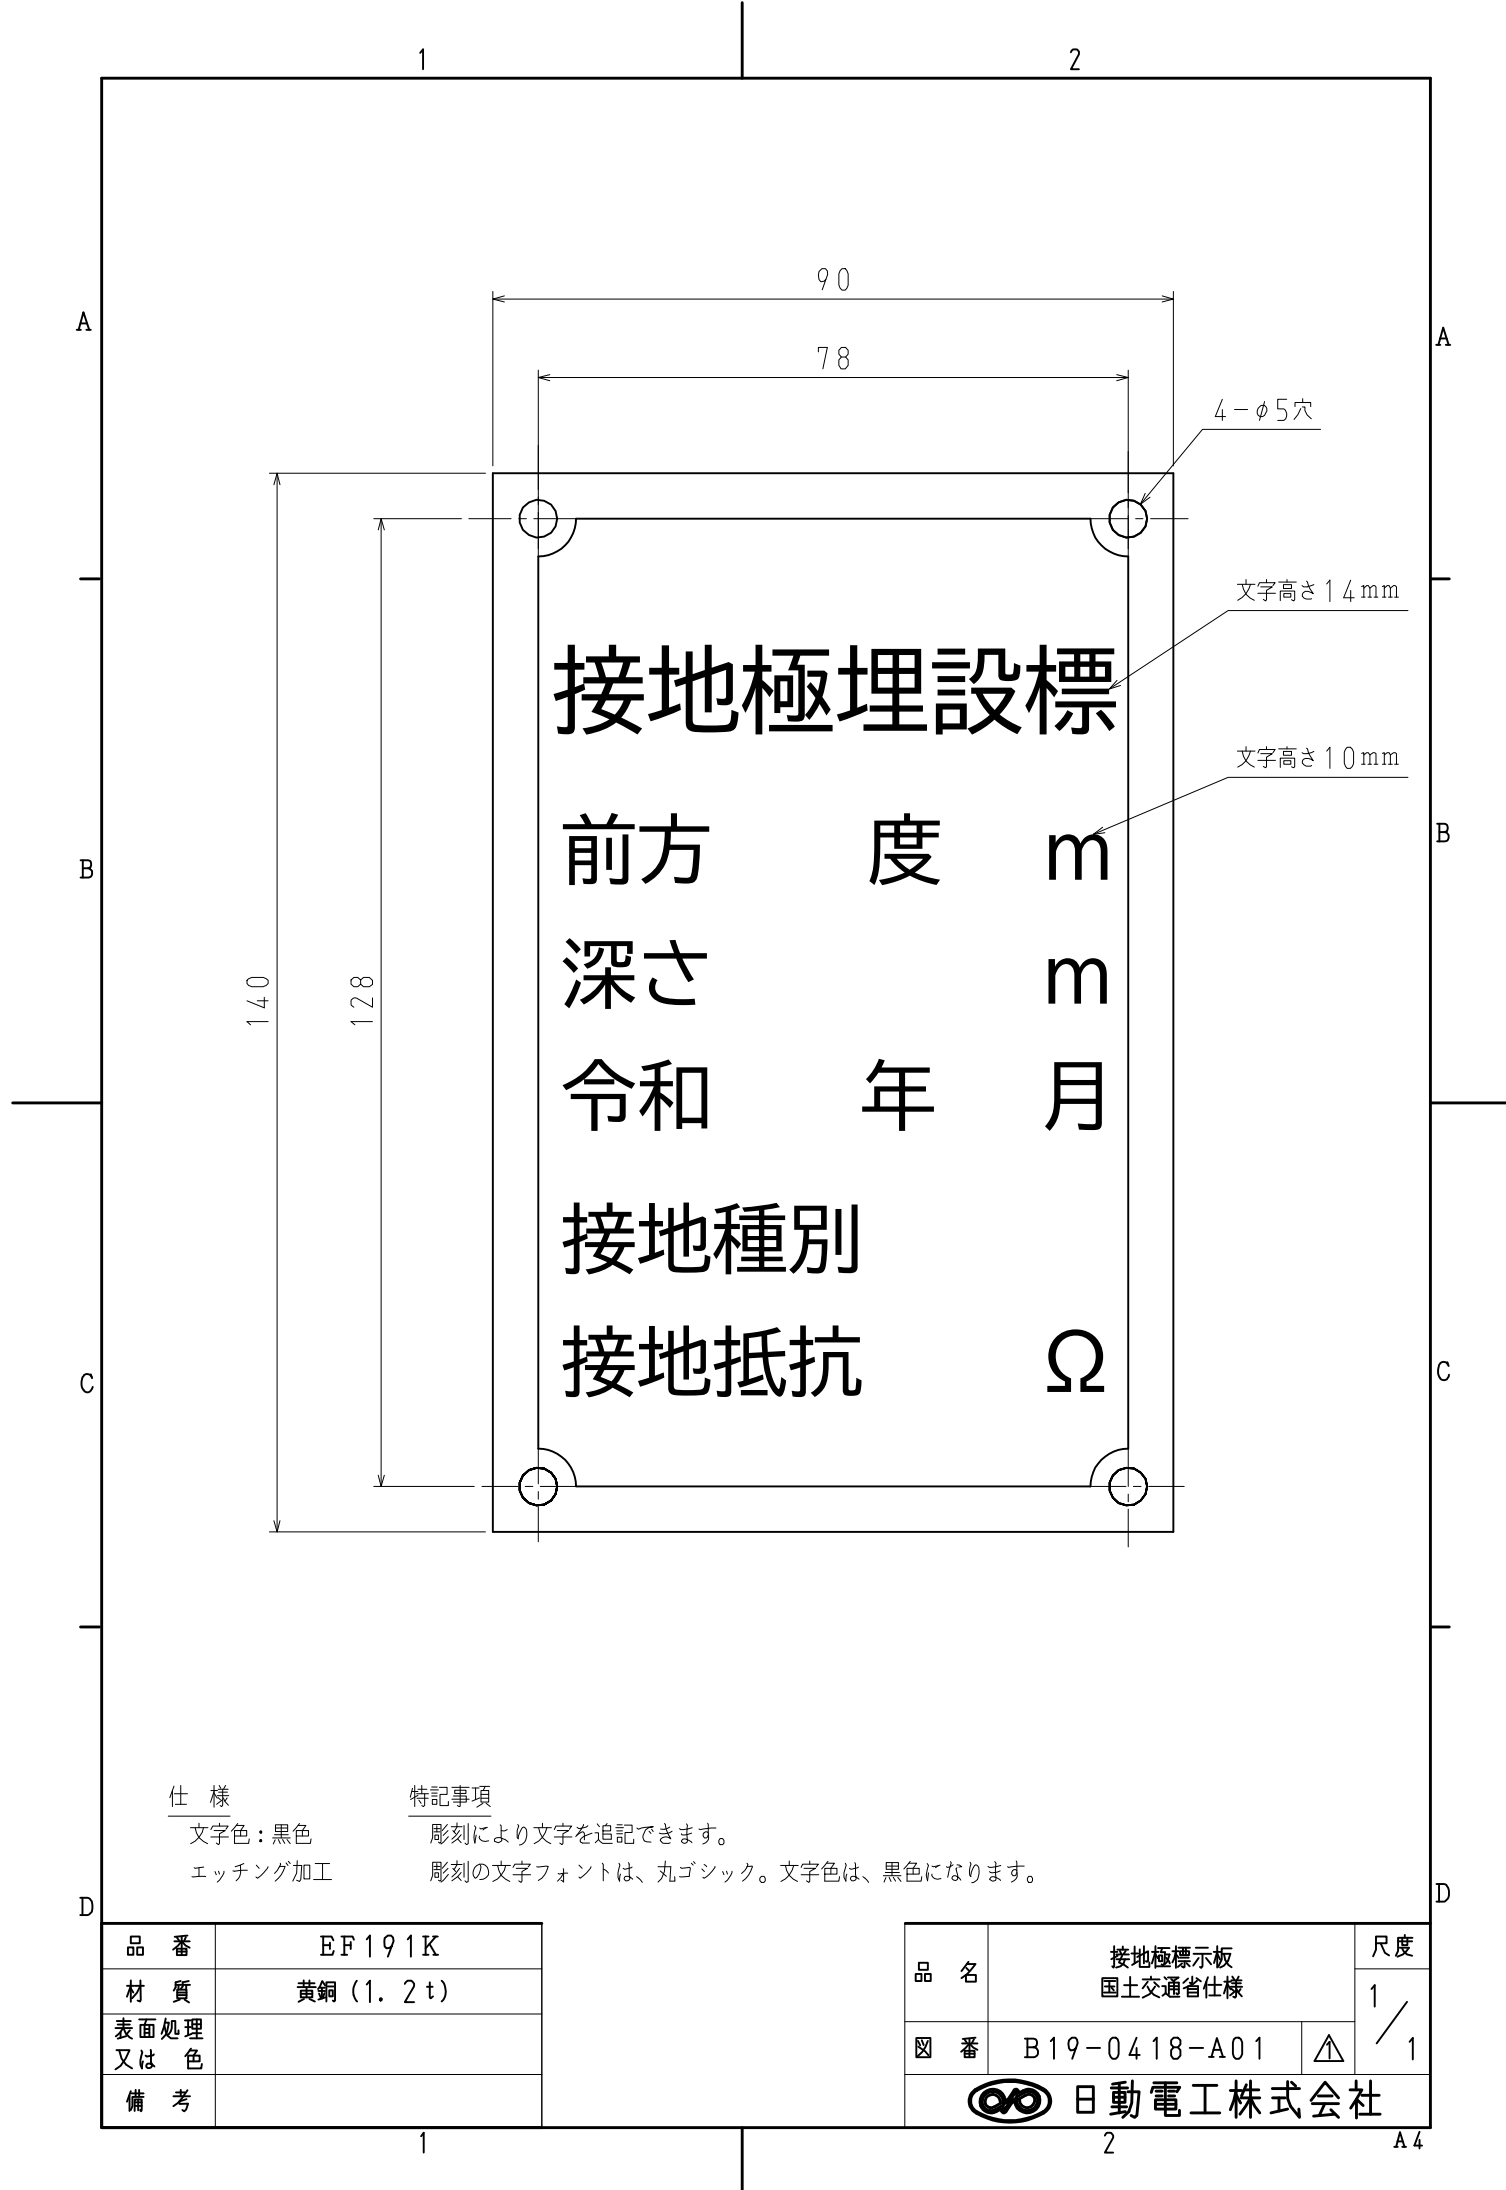 1
2
90
A
78
A
4-φ5穴
文字高さ14mm
接地極埋設標
文字高さ10mm
前方 度 m
B
B
深さ m
140
128
令和 年 月
接地種別
接地抵抗 Ω
C
C
仕 様
文字色：黒色
エッチング加工
特記事項
彫刻により文字を追記できます。
彫刻の文字フォントは、丸ゴシック。文字色は、黒色になります。
D
D
品 番 EF191K
材 質 黄銅(1.2t)
表面処理
又は 色
備 考
品 名 接地極標示板
国土交通省仕様
尺度
1/1
図 番 B19-0418-A01 1
日動電工株式会社
1
2
A4